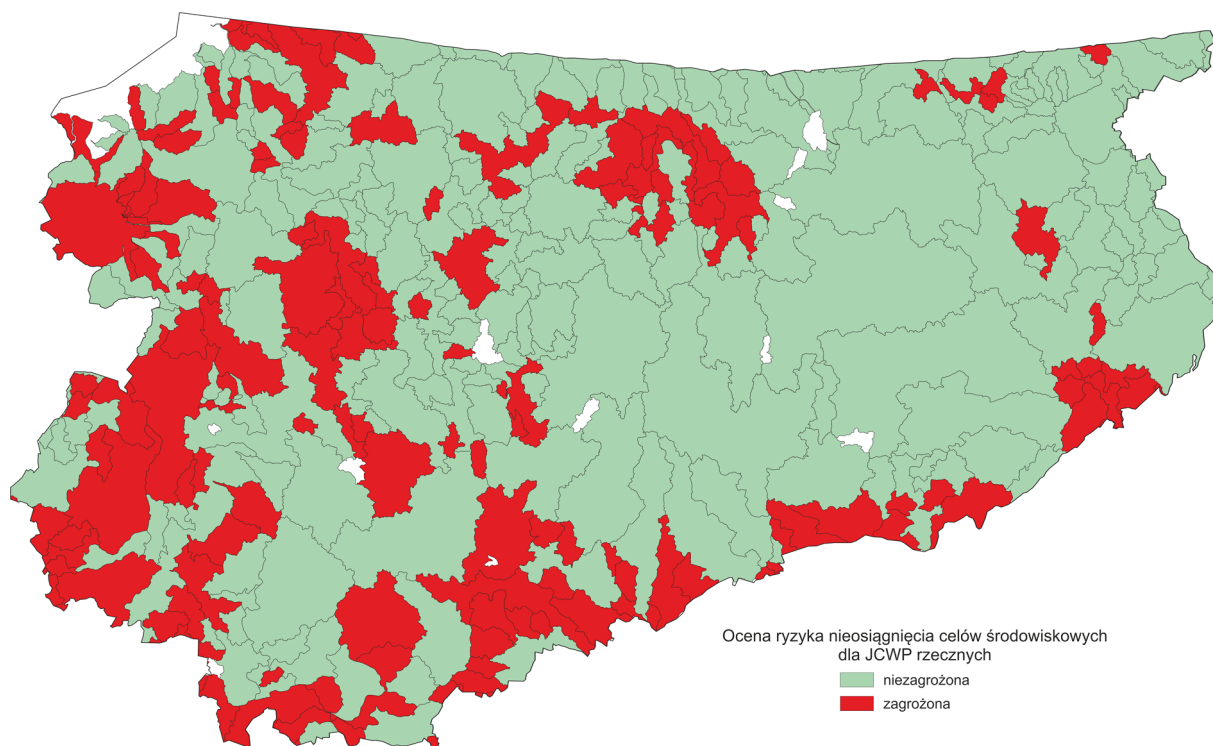 Ocena ryzyka nieosiągnięcia celów środowiskowych
dla JCWP rzecznych
niezagrożona
zagrożona